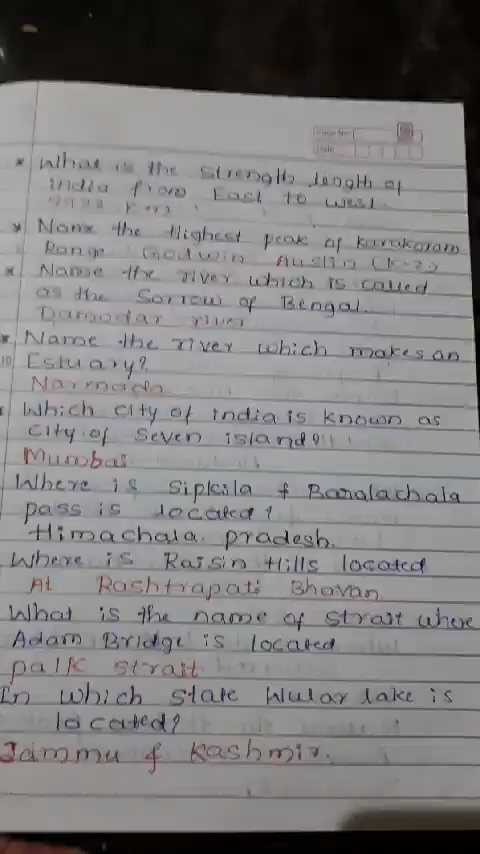 Page No.
Date
* What is the strength length of
India from East to west.
Km
* Name the Highest peak of Karakoram
Range Godwin Austin (K-2)
* Name the river which is called
as the Sorrow of Bengal.
Damodar river
* Name the river which makes an
Estuary?
Narmada
Which city of india is known as
city of seven island?
Mumbai
Where is Sipkila & Baralachala
pass is located?
Himachala pradesh.
Where is Raisin Hills located
At Rashtrapati Bhavan
What is the name of strait where
Adam Bridge is located
palk strait
In which state Wular lake is
located?
Jammu & Kashmir.